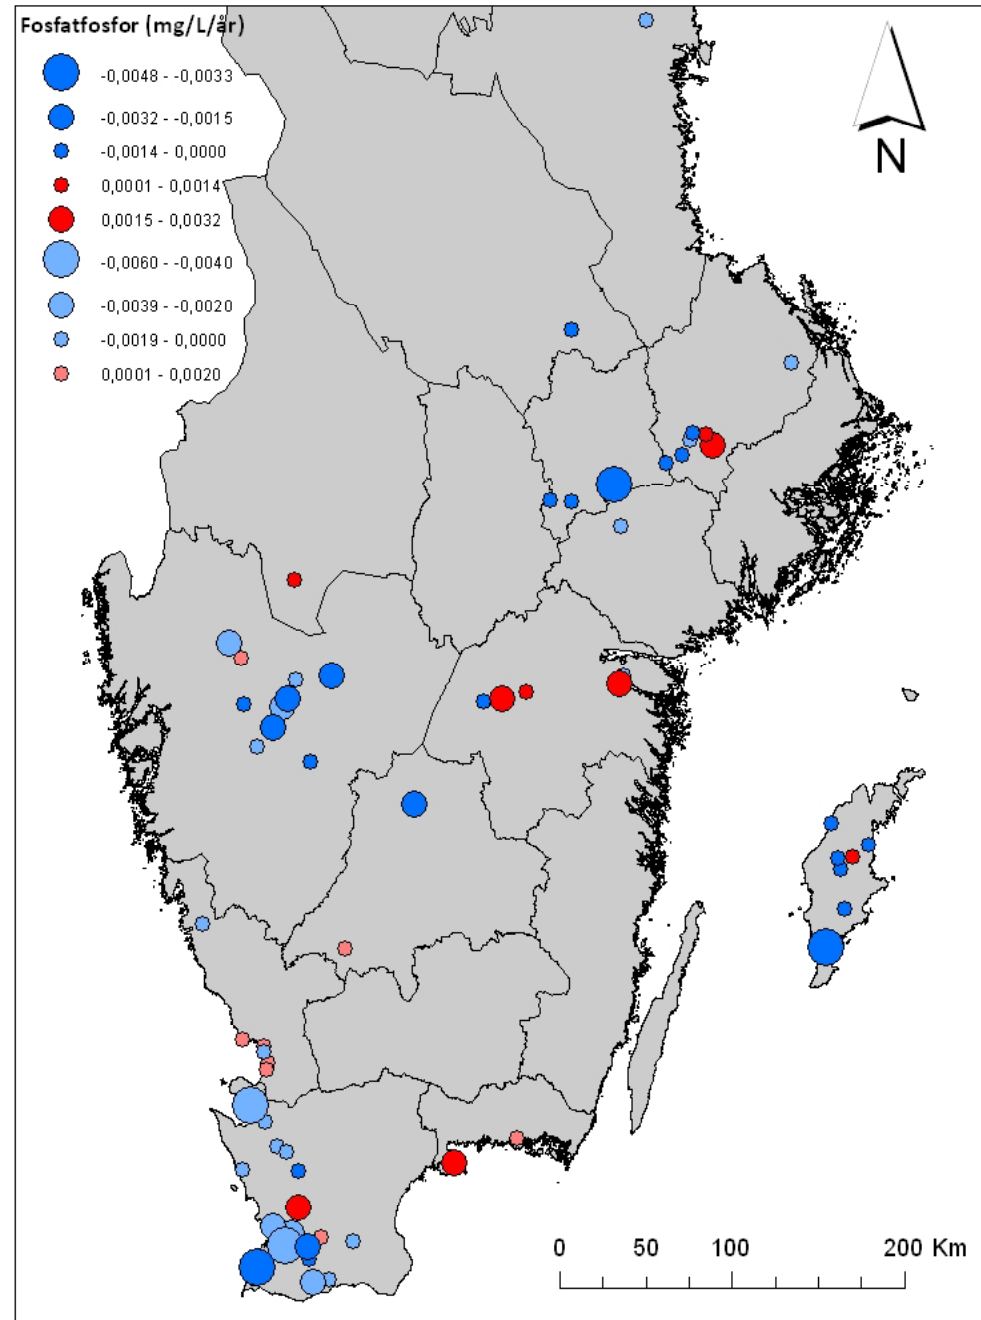 Fosfatfosfor (mg/L/år)
-0,0048 - -0,0033
-0,0032 - -0,0015
-0,0014 - 0,0000
0,0001 - 0,0014
0,0015 - 0,0032
-0,0060 - -0,0040
-0,0039 - -0,0020
-0,0019 - 0,0000
0,0001 - 0,0020
N
0 50 100 200 Km